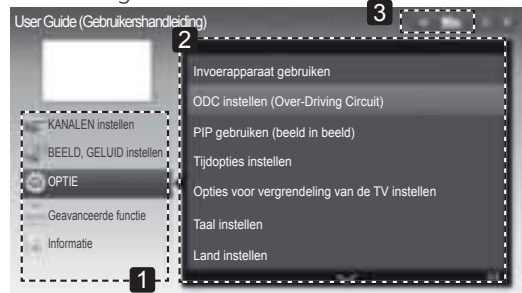 User Guide (Gebruikershandleiding)
3
2
Invoerapparaat gebruiken
ODC instellen (Over-Driving Circuit)
PIP gebruiken (beeld in beeld)
Tijdopties instellen
Opties voor vergrendeling van de TV instellen
Taal instellen
Land instellen
KANALEN instellen
BEELD, GELUID instellen
OPTIE
Geavanceerde functie
Informatie
1